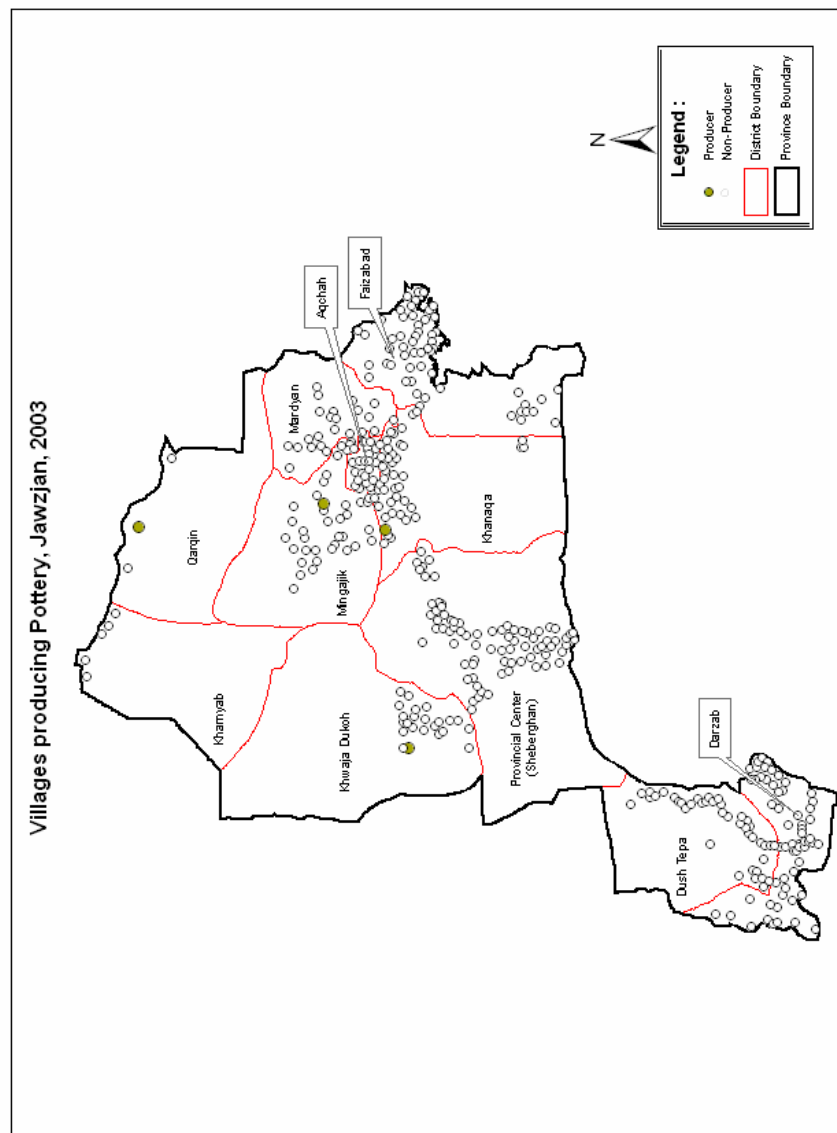 Villages producing Pottery, Jawzjan, 2003
Qarqin
Mardyan
Aqchah
Faizabad
Khamyab
Mingajik
Khwaja Dukoh
Khanaqa
Provincial Center
(Sheberghan)
Dush Tepa
Darzab
N
Legend :
Producer
Non-Producer
District Boundary
Province Boundary